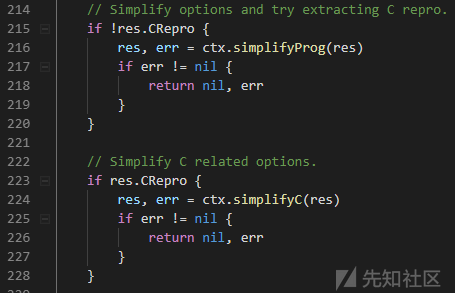 214 // Simplify options and try extracting C repro.
215 if !res.CRepro {
216 res, err = ctx.simplifyProg(res)
217 if err != nil {
218 return nil, err
219 }
220 }
221
222 // Simplify C related options.
223 if res.CRepro {
224 res, err = ctx.simplifyC(res)
225 if err != nil {
226 return nil, err
227 }
228 }
先知社区